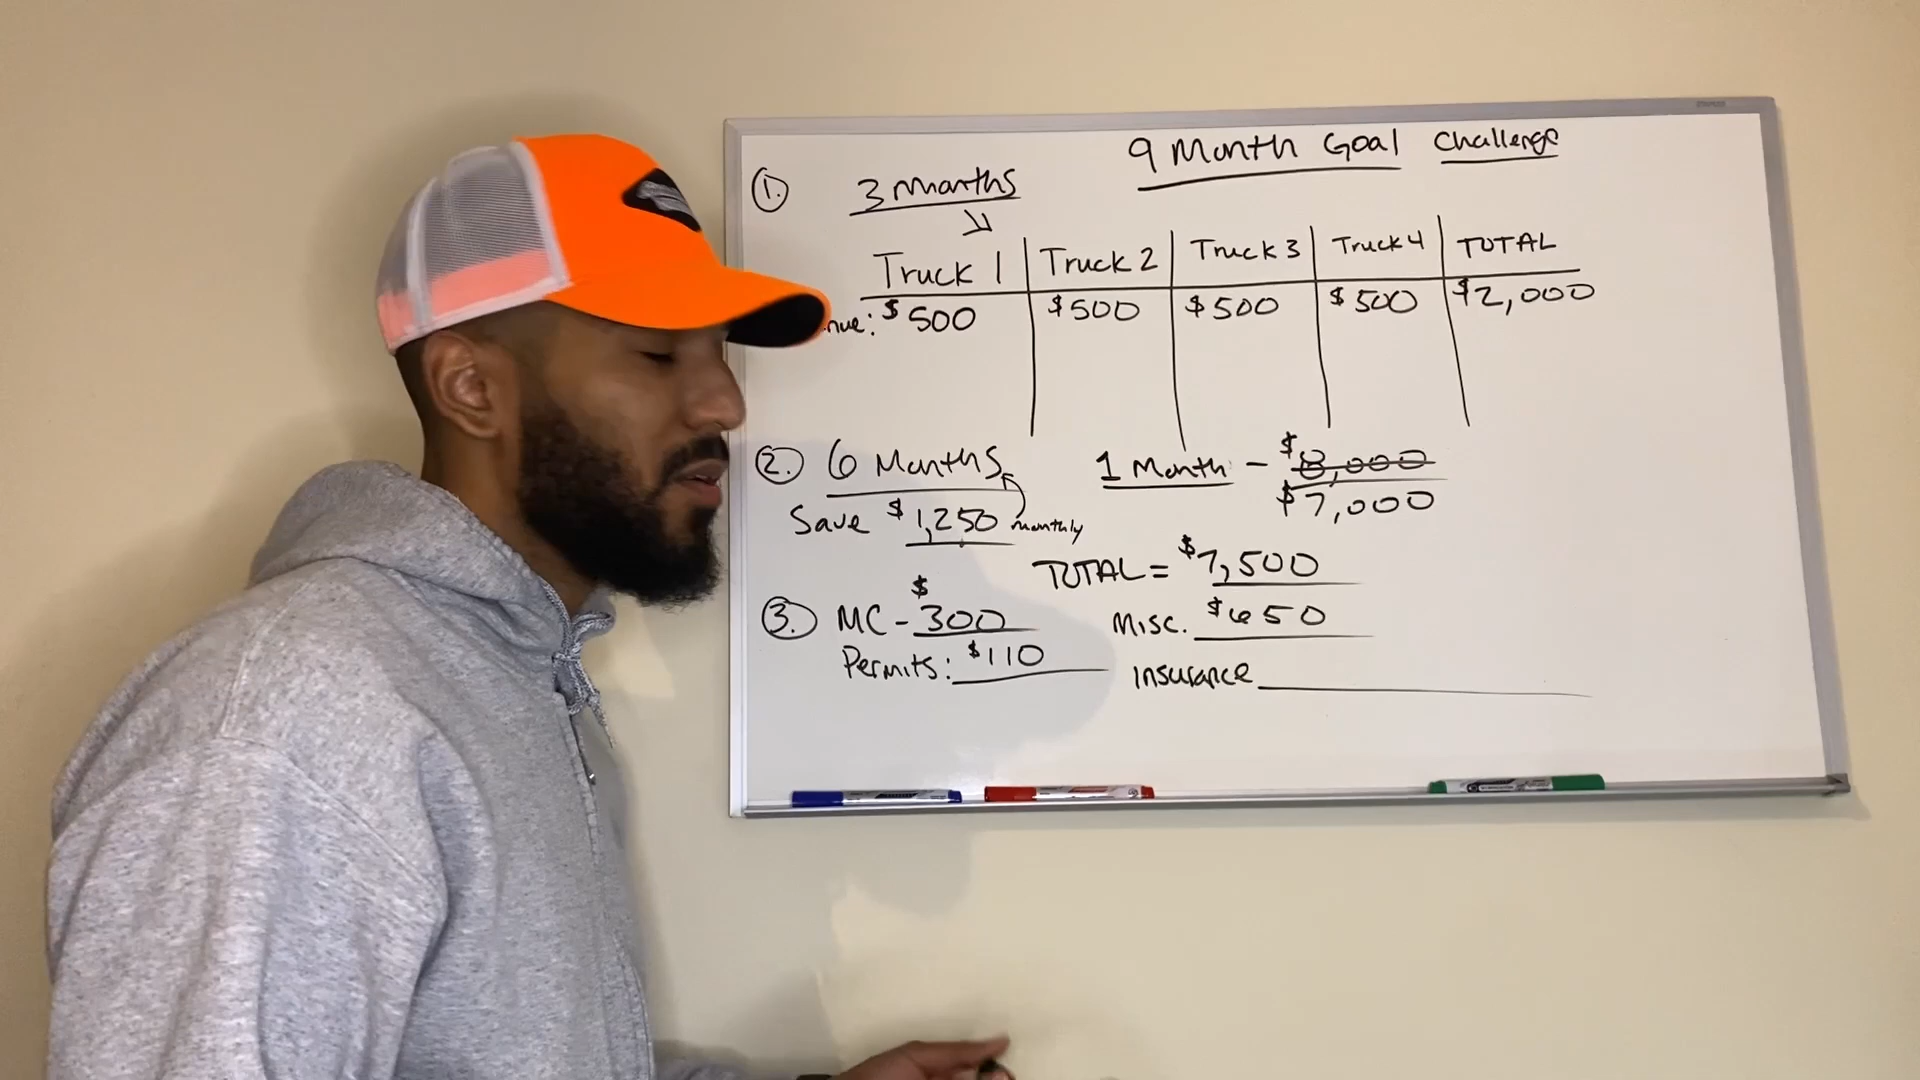 9 Month Goal Challenge
1. 3 Months
Truck 1 Truck 2 Truck 3 Truck 4 TOTAL
nue: $500 $500 $500 $500 $2,000
2. 6 Months 1 Month - $8,000
$7,000
Save $1,250 monthly
TOTAL = $7,500
3. MC - $300 Misc. $650
Permits: $110 Insurance